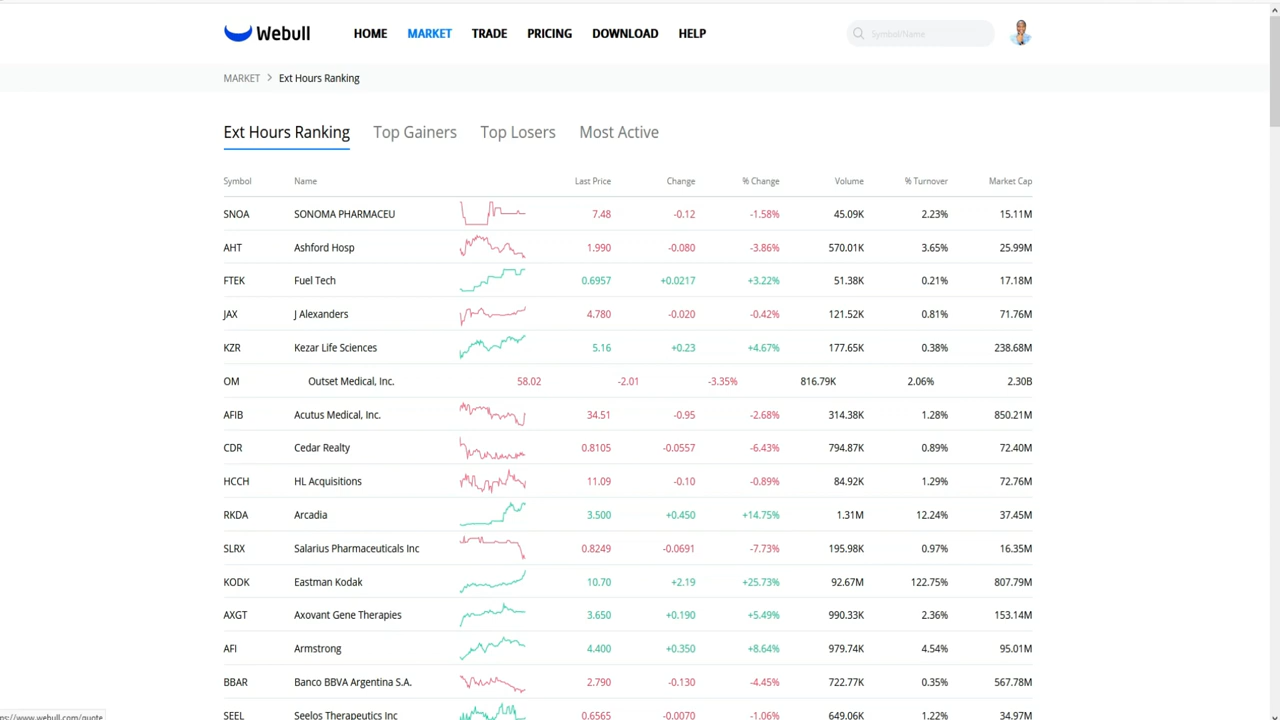 Webull HOME MARKET TRADE PRICING DOWNLOAD HELP Symbol/Name
MARKET > Ext Hours Ranking
Ext Hours Ranking Top Gainers Top Losers Most Active
Symbol Name Last Price Change % Change Volume % Turnover Market Cap
SNOA SONOMA PHARMACEU 7.48 -0.12 -1.58% 45.09K 2.23% 15.11M
AHT Ashford Hosp 1.990 -0.080 -3.86% 570.01K 3.65% 25.99M
FTEK Fuel Tech 0.6957 +0.0217 +3.22% 51.38K 0.21% 17.18M
JAX J Alexanders 4.780 -0.020 -0.42% 121.52K 0.81% 71.76M
KZR Kezar Life Sciences 5.16 +0.23 +4.67% 177.65K 0.38% 238.68M
OM Outset Medical, Inc. 58.02 -2.01 -3.35% 816.79K 2.06% 2.30B
AFIB Acutus Medical, Inc. 34.51 -0.95 -2.68% 314.38K 1.28% 850.21M
CDR Cedar Realty 0.8105 -0.0557 -6.43% 794.87K 0.89% 72.40M
HCCH HL Acquisitions 11.09 -0.10 -0.89% 84.92K 1.29% 72.76M
RKDA Arcadia 3.500 +0.450 +14.75% 1.31M 12.24% 37.45M
SLRX Salarius Pharmaceuticals Inc 0.8249 -0.0691 -7.73% 195.98K 0.97% 16.35M
KODK Eastman Kodak 10.70 +2.19 +25.73% 92.67M 122.75% 807.79M
AXGT Axovant Gene Therapies 3.650 +0.190 +5.49% 990.33K 2.36% 153.14M
AFI Armstrong 4.400 +0.350 +8.64% 979.74K 4.54% 95.01M
BBAR Banco BBVA Argentina S.A. 2.790 -0.130 -4.45% 722.77K 0.35% 567.78M
SEEL Seelos Therapeutics Inc 0.6565 -0.0070 -1.06% 649.06K 1.22% 34.97M
ps://www.webull.com/quote